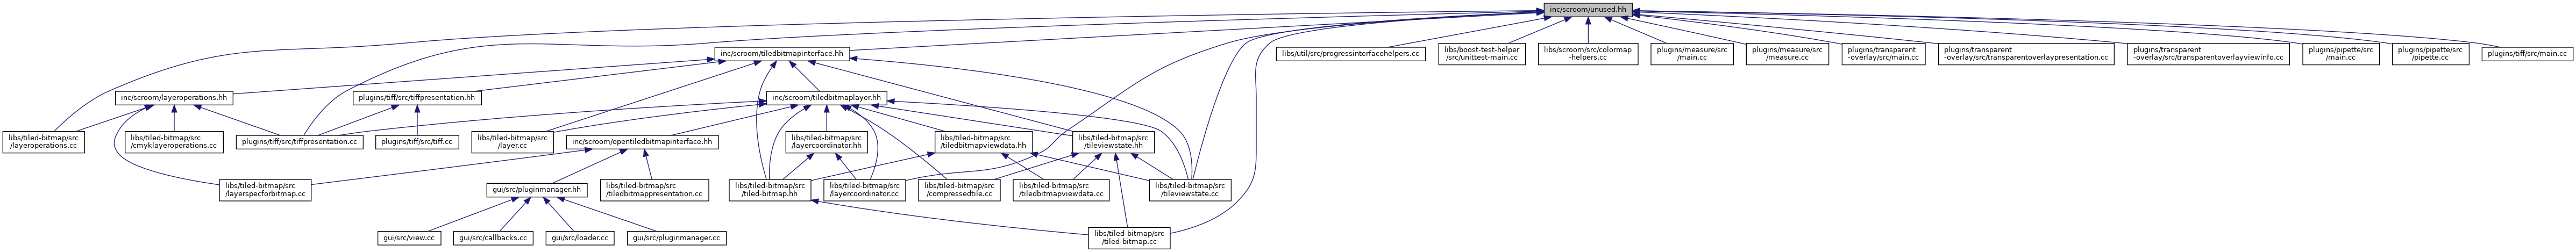 inc/scroom/unused.hh
inc/scroom/tiledbitmapinterface.hh
libs/util/src/progressinterfacehelpers.cc
libs/boost-test-helper
/src/unittest-main.cc
libs/scroom/src/colormap
-helpers.cc
plugins/measure/src
/main.cc
plugins/measure/src
/measure.cc
plugins/transparent
-overlay/src/main.cc
plugins/transparent
-overlay/src/transparentoverlaypresentation.cc
plugins/transparent
-overlay/src/transparentoverlayviewinfo.cc
plugins/pipette/src
/main.cc
plugins/pipette/src
/pipette.cc
plugins/tiff/src/main.cc
inc/scroom/layeroperations.hh
plugins/tiff/src/tiffpresentation.hh
inc/scroom/tiledbitmaplayer.hh
libs/tiled-bitmap/src
/layeroperations.cc
libs/tiled-bitmap/src
/cmyklayeroperations.cc
plugins/tiff/src/tiffpresentation.cc
plugins/tiff/src/tiff.cc
libs/tiled-bitmap/src
/layer.cc
inc/scroom/opentiledbitmapinterface.hh
libs/tiled-bitmap/src
/layercoordinator.hh
libs/tiled-bitmap/src
/tiledbitmapviewdata.hh
libs/tiled-bitmap/src
/tileviewstate.hh
libs/tiled-bitmap/src
/layerspecforbitmap.cc
gui/src/pluginmanager.hh
libs/tiled-bitmap/src
/tiledbitmappresentation.cc
libs/tiled-bitmap/src
/tiled-bitmap.hh
libs/tiled-bitmap/src
/layercoordinator.cc
libs/tiled-bitmap/src
/compressedtile.cc
libs/tiled-bitmap/src
/tiledbitmapviewdata.cc
libs/tiled-bitmap/src
/tileviewstate.cc
gui/src/view.cc
gui/src/callbacks.cc
gui/src/loader.cc
gui/src/pluginmanager.cc
libs/tiled-bitmap/src
/tiled-bitmap.cc